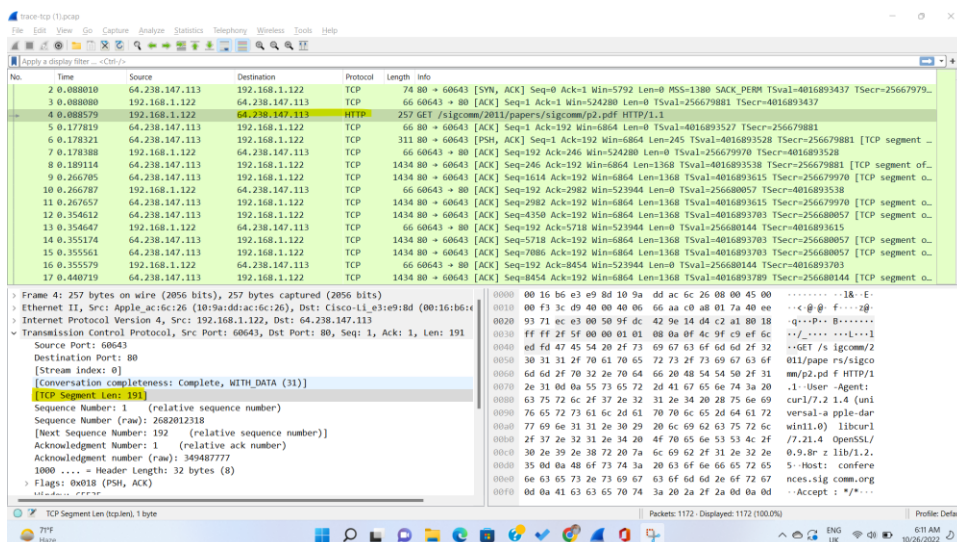 trace-tcp (1).pcap
File Edit View Go Capture Analyze Statistics Telephony Wireless Tools Help
Apply a display filter ... <Ctrl-/>
No. Time Source Destination Protocol Length Info
2 0.088010 64.238.147.113 192.168.1.122 TCP 74 80 → 60643 [SYN, ACK] Seq=0 Ack=1 Win=5792 Len=0 MSS=1380 SACK_PERM TSval=4016893437 TSecr=25667979…
3 0.088080 192.168.1.122 64.238.147.113 TCP 66 60643 → 80 [ACK] Seq=1 Ack=1 Win=524280 Len=0 TSval=256679881 TSecr=4016893437
4 0.088579 192.168.1.122 64.238.147.113 HTTP 257 GET /sigcomm/2011/papers/sigcomm/p2.pdf HTTP/1.1
5 0.177819 64.238.147.113 192.168.1.122 TCP 66 80 → 60643 [ACK] Seq=1 Ack=192 Win=6864 Len=0 TSval=4016893527 TSecr=256679881
6 0.178321 64.238.147.113 192.168.1.122 TCP 311 80 → 60643 [PSH, ACK] Seq=1 Ack=192 Win=6864 Len=245 TSval=4016893528 TSecr=256679881 [TCP segment …
7 0.178388 192.168.1.122 64.238.147.113 TCP 66 60643 → 80 [ACK] Seq=192 Ack=246 Win=524280 Len=0 TSval=256679970 TSecr=4016893528
8 0.189114 64.238.147.113 192.168.1.122 TCP 1434 80 → 60643 [ACK] Seq=246 Ack=192 Win=6864 Len=1368 TSval=4016893538 TSecr=256679881 [TCP segment of…
9 0.266705 64.238.147.113 192.168.1.122 TCP 1434 80 → 60643 [ACK] Seq=1614 Ack=192 Win=6864 Len=1368 TSval=4016893615 TSecr=256679970 [TCP segment o…
10 0.266787 192.168.1.122 64.238.147.113 TCP 66 60643 → 80 [ACK] Seq=192 Ack=2982 Win=523944 Len=0 TSval=256680057 TSecr=4016893538
11 0.267657 64.238.147.113 192.168.1.122 TCP 1434 80 → 60643 [ACK] Seq=2982 Ack=192 Win=6864 Len=1368 TSval=4016893615 TSecr=256679970 [TCP segment o…
12 0.354612 64.238.147.113 192.168.1.122 TCP 1434 80 → 60643 [ACK] Seq=4350 Ack=192 Win=6864 Len=1368 TSval=4016893703 TSecr=256680057 [TCP segment o…
13 0.354647 192.168.1.122 64.238.147.113 TCP 66 60643 → 80 [ACK] Seq=192 Ack=5718 Win=523944 Len=0 TSval=256680144 TSecr=4016893615
14 0.355174 64.238.147.113 192.168.1.122 TCP 1434 80 → 60643 [ACK] Seq=5718 Ack=192 Win=6864 Len=1368 TSval=4016893703 TSecr=256680057 [TCP segment o…
15 0.355561 64.238.147.113 192.168.1.122 TCP 1434 80 → 60643 [ACK] Seq=7086 Ack=192 Win=6864 Len=1368 TSval=4016893703 TSecr=256680057 [TCP segment o…
16 0.355579 192.168.1.122 64.238.147.113 TCP 66 60643 → 80 [ACK] Seq=192 Ack=8454 Win=523944 Len=0 TSval=256680144 TSecr=4016893703
17 0.440719 64.238.147.113 192.168.1.122 TCP 1434 80 → 60643 [ACK] Seq=8454 Ack=192 Win=6864 Len=1368 TSval=4016893789 TSecr=256680144 [TCP segment o…
Frame 4: 257 bytes on wire (2056 bits), 257 bytes captured (2056 bits)
Ethernet II, Src: Apple_ac:6c:26 (10:9a:dd:ac:6c:26), Dst: Cisco-Li_e3:e9:8d (00:16:b6:e
Internet Protocol Version 4, Src: 192.168.1.122, Dst: 64.238.147.113
Transmission Control Protocol, Src Port: 60643, Dst Port: 80, Seq: 1, Ack: 1, Len: 191
Source Port: 60643
Destination Port: 80
[Stream index: 0]
[Conversation completeness: Complete, WITH_DATA (31)]
[TCP Segment Len: 191]
Sequence Number: 1 (relative sequence number)
Sequence Number (raw): 2682012318
[Next Sequence Number: 192 (relative sequence number)]
Acknowledgment Number: 1 (relative ack number)
Acknowledgment number (raw): 349487777
1000 .... = Header Length: 32 bytes (8)
Flags: 0x018 (PSH, ACK)
0000 00 16 b6 e3 e9 8d 10 9a dd ac 6c 26 08 00 45 00 ········ ··l&··E·
0010 00 f3 3c d9 40 00 40 06 66 aa c0 a8 01 7a 40 ee ··<·@·@· f····z@·
0020 93 71 ec e3 00 50 9f dc 42 9e 14 d4 c2 a1 80 18 ·q···P·· B·······
0030 ff ff 2f 5f 00 00 01 01 08 0a 0f 4c 9f c9 ef 6c ··/_···· ···L···l
0040 ed fd 47 45 54 20 2f 73 69 67 63 6f 6d 6d 2f 32 ··GET /s igcomm/2
0050 30 31 31 2f 70 61 70 65 72 73 2f 73 69 67 63 6f 011/pape rs/sigco
0060 6d 6d 2f 70 32 2e 70 64 66 20 48 54 54 50 2f 31 mm/p2.pd f HTTP/1
0070 2e 31 0d 0a 55 73 65 72 2d 41 67 65 6e 74 3a 20 .1··User -Agent:
0080 63 75 72 6c 2f 37 2e 32 31 2e 34 20 28 75 6e 69 curl/7.2 1.4 (uni
0090 76 65 72 73 61 6c 2d 61 70 70 6c 65 2d 64 61 72 versal-a pple-dar
00a0 77 69 6e 31 31 2e 30 29 20 6c 69 62 63 75 72 6c win11.0) libcurl
00b0 2f 37 2e 32 31 2e 34 20 4f 70 65 6e 53 53 4c 2f /7.21.4 OpenSSL/
00c0 30 2e 39 2e 38 72 20 7a 6c 69 62 2f 31 2e 32 2e 0.9.8r z lib/1.2.
00d0 35 0d 0a 48 6f 73 74 3a 20 63 6f 6e 66 65 72 65 5··Host: confere
00e0 6e 63 65 73 2e 73 69 67 63 6f 6d 6d 2e 6f 72 67 nces.sig comm.org
00f0 0d 0a 41 63 63 65 70 74 3a 20 2a 2f 2a 0d 0a 0d ··Accept : */*···
TCP Segment Len (tcp.len), 1 byte Packets: 1172 · Displayed: 1172 (100.0%) Profile: Defa
71°F
Haze
ENG
UK
6:11 AM
10/26/2022